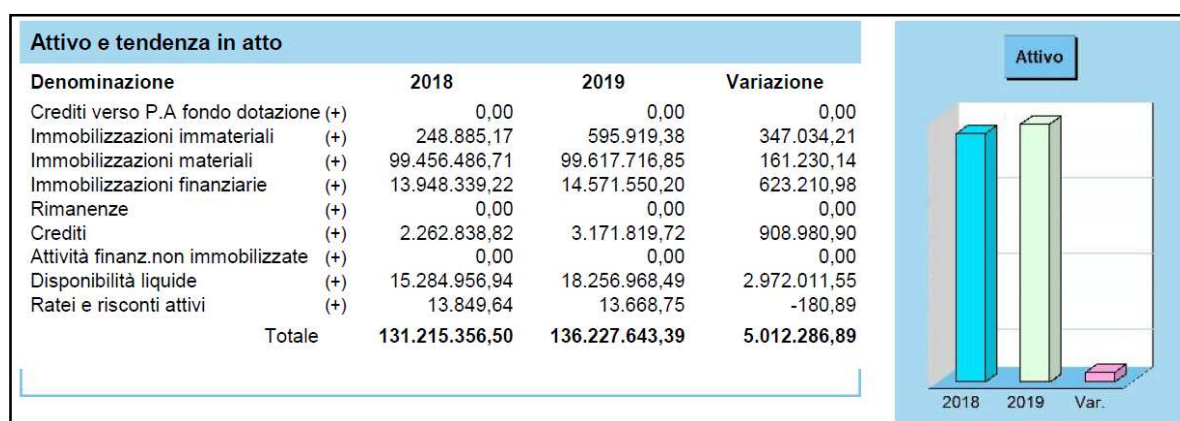 Attivo e tendenza in atto
Denominazione 2018 2019 Variazione
Crediti verso P.A fondo dotazione (+) 0,00 0,00 0,00
Immobilizzazioni immateriali (+) 248.885,17 595.919,38 347.034,21
Immobilizzazioni materiali (+) 99.456.486,71 99.617.716,85 161.230,14
Immobilizzazioni finanziarie (+) 13.948.339,22 14.571.550,20 623.210,98
Rimanenze (+) 0,00 0,00 0,00
Crediti (+) 2.262.838,82 3.171.819,72 908.980,90
Attività finanz.non immobilizzate (+) 0,00 0,00 0,00
Disponibilità liquide (+) 15.284.956,94 18.256.968,49 2.972.011,55
Ratei e risconti attivi (+) 13.849,64 13.668,75 -180,89
Totale 131.215.356,50 136.227.643,39 5.012.286,89
Attivo
2018 2019 Var.